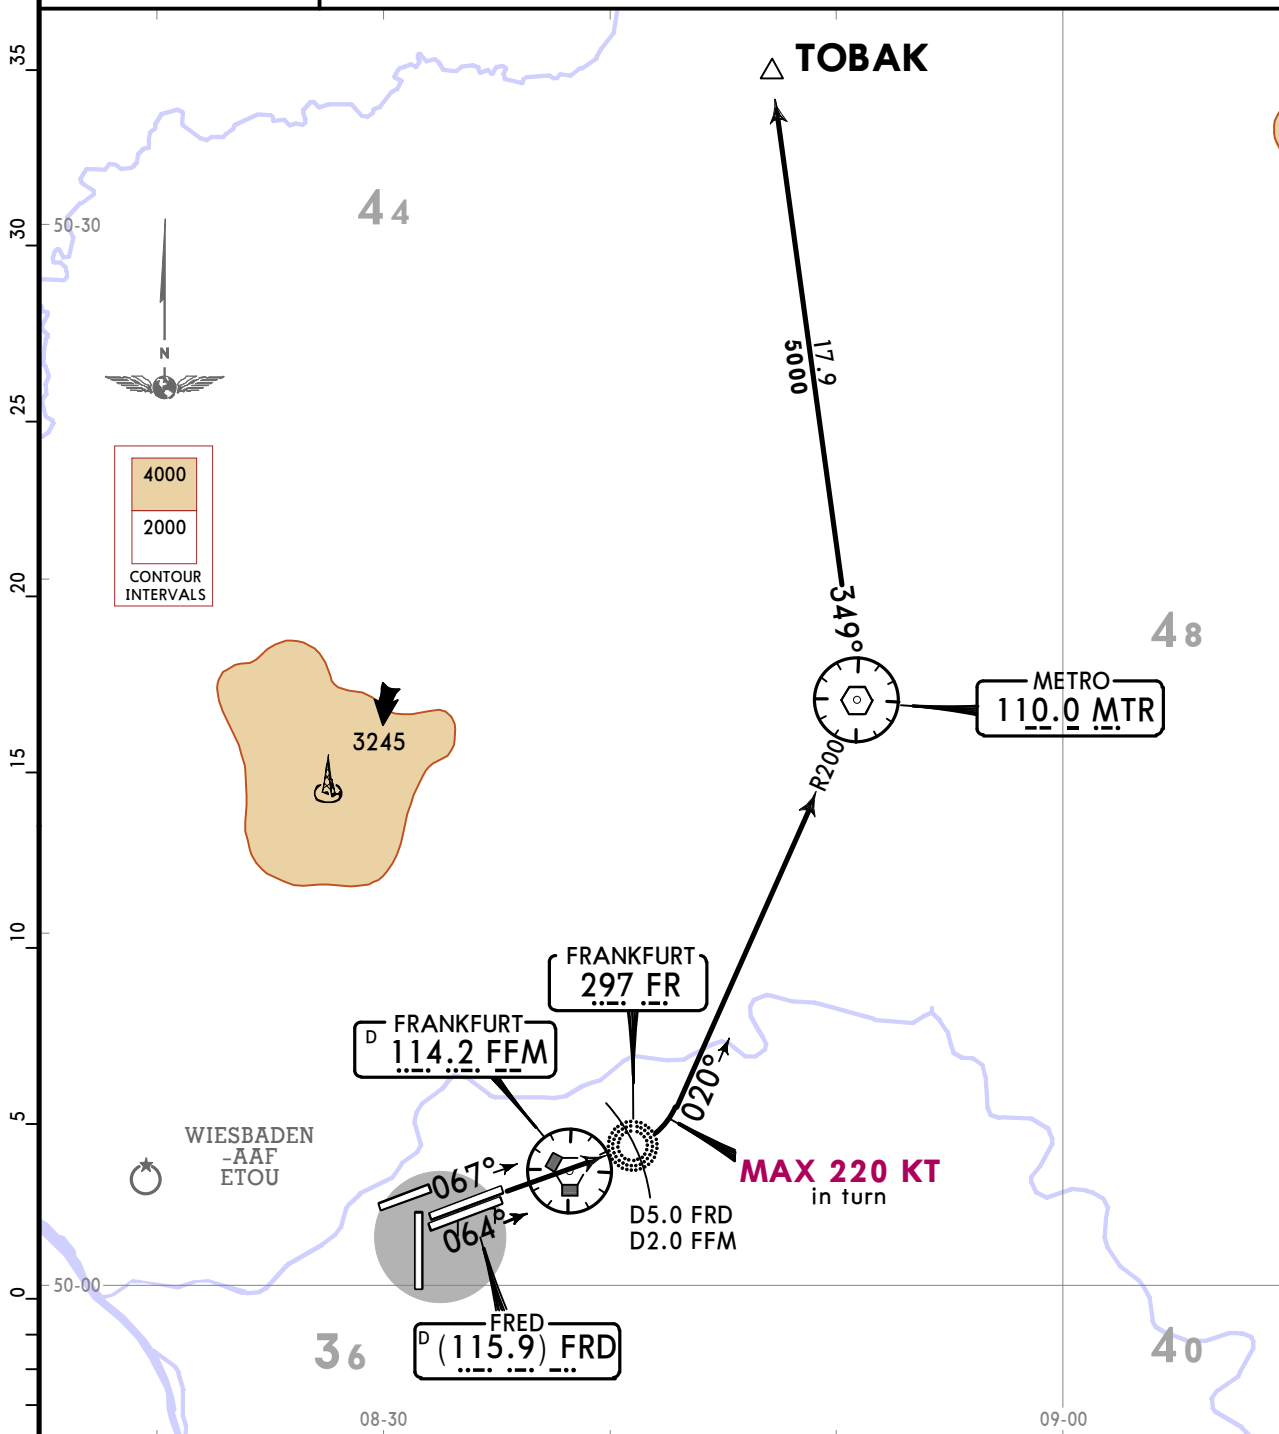 TOBAK
35
44
50-30
30
N
17.9
5000
25
4000
2000
CONTOUR
INTERVALS
20
349°
48
METRO
110.0 MTR
3245
R200
15
10
FRANKFURT
297 FR
D
FRANKFURT
114.2 FFM
020°
5
WIESBADEN
-AAF
ETOU
067°
MAX 220 KT
in turn
064°
D5.0 FRD
D2.0 FFM
50-00
0
FRED
D (115.9) FRD
36
40
08-30
09-00